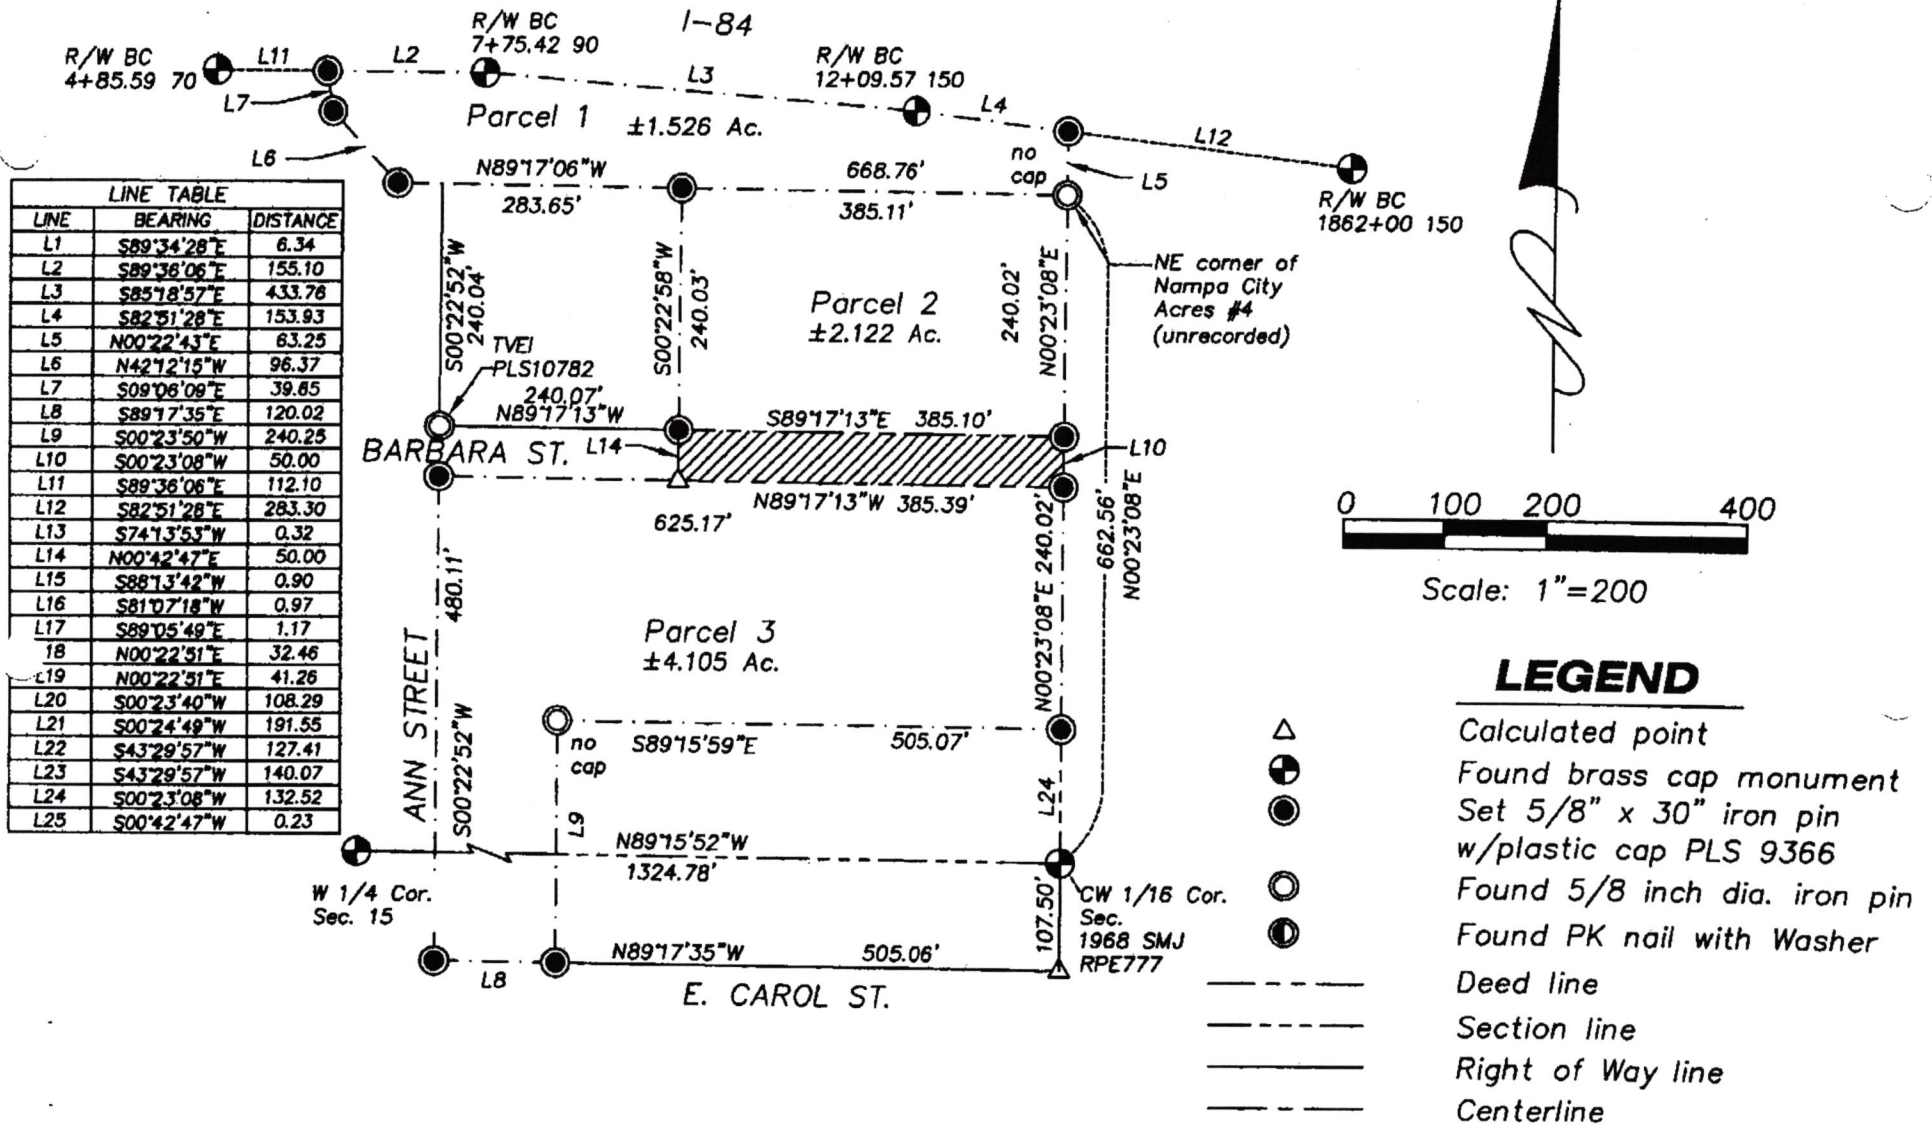 I-84
R/W BC
4+85.59 70
L11
L2
R/W BC
7+75.42 90
L3
R/W BC
12+09.57 150
L4
L12
R/W BC
1862+00 150
L7
L6
Parcel 1
±1.526 Ac.
no
cap
L5
N89°17'06"W
668.76'
283.65'
385.11'
LINE TABLE
LINE BEARING DISTANCE
L1 S89°34'28"E 6.34
L2 S89°36'06"E 155.10
L3 S85°18'57"E 433.76
L4 S82°51'28"E 153.93
L5 N00°22'43"E 63.25
L6 N42°12'15"W 96.37
L7 S09°06'09"E 39.65
L8 S89°17'35"E 120.02
L9 S00°23'50"W 240.25
L10 S00°23'08"W 50.00
L11 S89°36'06"E 112.10
L12 S82°51'28"E 283.30
L13 S74°13'53"W 0.32
L14 N00°42'47"E 50.00
L15 S88°13'42"W 0.90
L16 S81°07'18"W 0.97
L17 S89°05'49"E 1.17
18 N00°22'51"E 32.46
L19 N00°22'51"E 41.26
L20 S00°23'40"W 108.29
L21 S00°24'49"W 191.55
L22 S43°29'57"W 127.41
L23 S43°29'57"W 140.07
L24 S00°23'08"W 132.52
L25 S00°42'47"W 0.23
S00°22'52"W
240.04'
S00°22'58"W
240.03'
Parcel 2
±2.122 Ac.
240.02'
N00°23'08"E
NE corner of
Nampa City
Acres #4
(unrecorded)
TVEI
PLS10782
240.07'
N89°17'13"W
S89°17'13"E 385.10'
BARBARA ST.
L14
L10
N89°17'13"W 385.39'
625.17'
662.56'
N00°23'08"E
N00°23'08"E 240.02'
480.11'
ANN STREET
S00°22'52"W
Parcel 3
±4.105 Ac.
no
cap
S89°15'59"E 505.07'
L9
L24
N89°15'52"W
1324.78'
W 1/4 Cor.
Sec. 15
CW 1/16 Cor.
Sec.
1968 SMJ
RPE777
107.50'
N89°17'35"W 505.06'
L8
E. CAROL ST.
0 100 200 400
Scale: 1"=200
LEGEND
Calculated point
Found brass cap monument
Set 5/8" x 30" iron pin
w/plastic cap PLS 9366
Found 5/8 inch dia. iron pin
Found PK nail with Washer
Deed line
Section line
Right of Way line
Centerline